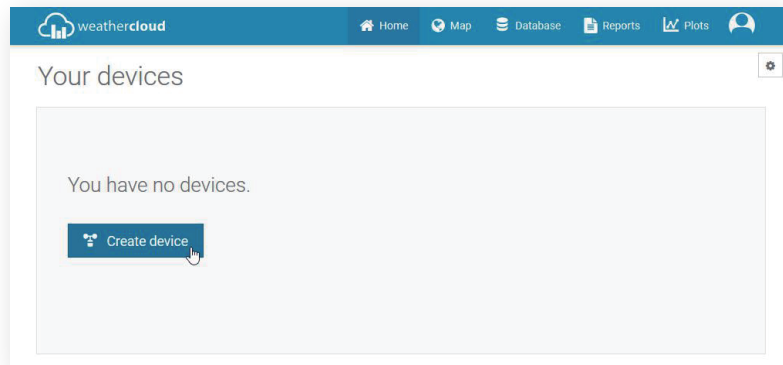 weathercloud
Home Map Database Reports Plots
Your devices
You have no devices.
Create device